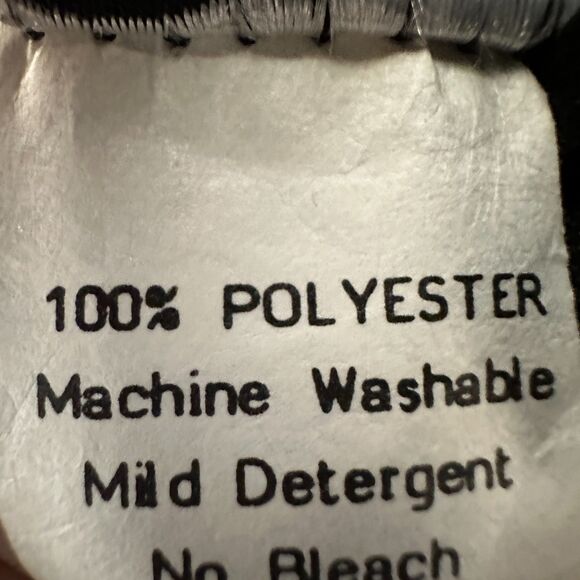 100% POLYESTER
Machine Washable
Mild Detergent
No Bleach